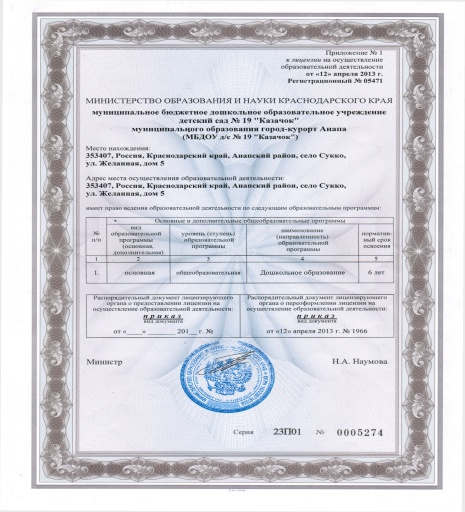 Приложение № 1
к лицензии на осуществление
образовательной деятельности
от «12» апреля 2013 г.
Регистрационный № 05471
МИНИСТЕРСТВО ОБРАЗОВАНИЯ И НАУКИ КРАСНОДАРСКОГО КРАЯ
муниципальное бюджетное дошкольное образовательное учреждение
детский сад № 19 "Казачок"
муниципального образования город-курорт Анапа
(МБДОУ д/с № 19 "Казачок")
Место нахождения:
353407, Россия, Краснодарский край, Анапский район, село Сукко,
ул. Желанная, дом 5
Адрес места осуществления образовательной деятельности:
353407, Россия, Краснодарский край, Анапский район, село Сукко,
ул. Желанная, дом 5
имеет право ведения образовательной деятельности по следующим образовательным программам:
Основные и дополнительные общеобразовательные программы
№ п/п
вид образовательной программы (основная, дополнительная)
уровень (ступень) образовательной программы
наименование (направленность) образовательной программы
норматив-ный срок освоения
1 2 3 4 5
1. основная общеобразовательная Дошкольное образование 6 лет
Распорядительный документ лицензирующего
органа о предоставлении лицензии на
осуществление образовательной деятельности:
приказ
вид документа
от «___» ______ 201__ г. №
Распорядительный документ лицензирующего
органа о переоформлении лицензии на
осуществление образовательной деятельности:
приказ
вид документа
от «12» апреля 2013 г. № 1966
Министр Н.А. Наумова
Серия 23П01 № 0005274